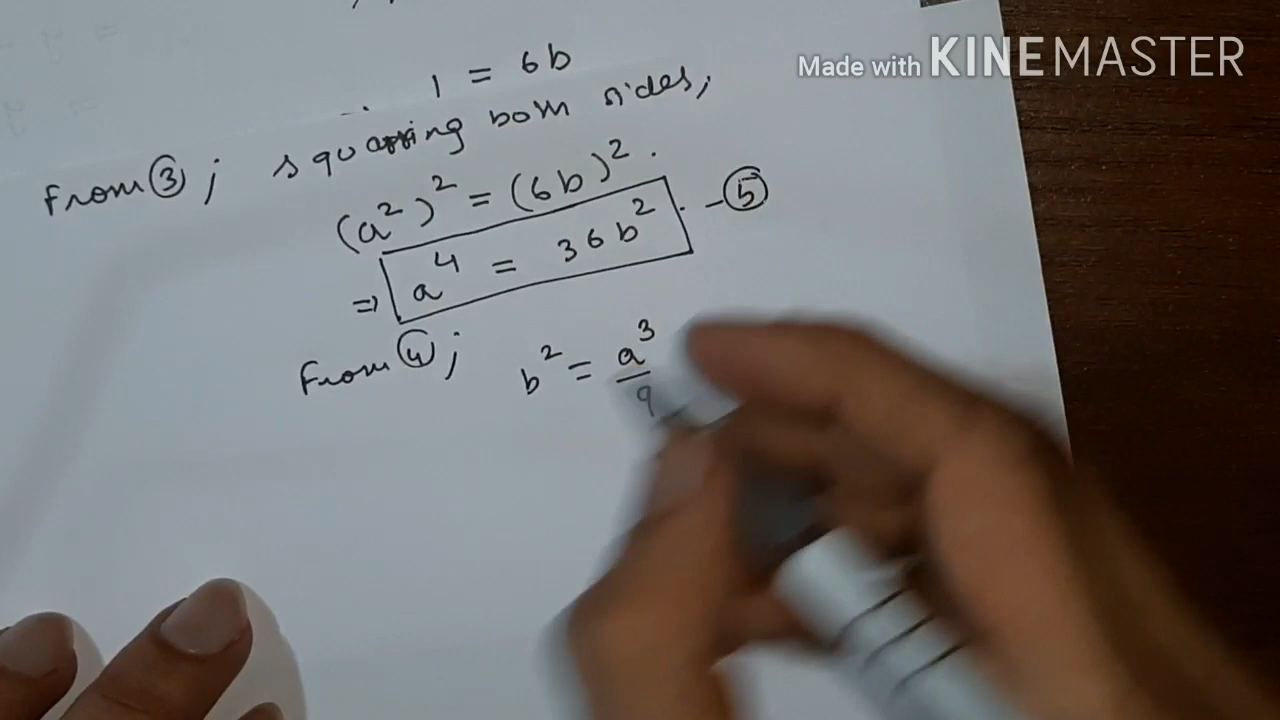 Made with KINEMASTER
1 = 6b
From ③; squaring both sides,
(a²)² = (6b)².
⇒ a⁴ = 36b². - ⑤
From ④; b² = a³/9